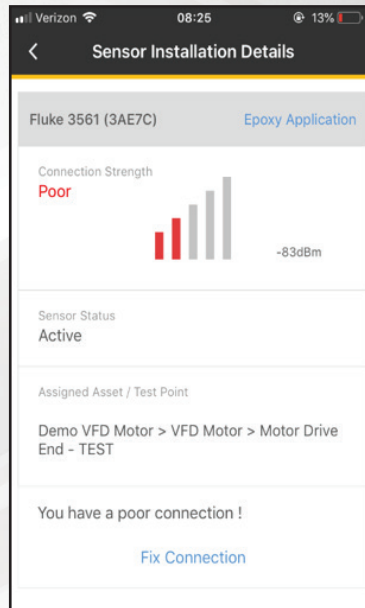 Verizon 08:25 13%
Sensor Installation Details
Fluke 3561 (3AE7C) Epoxy Application
Connection Strength
Poor
-83dBm
Sensor Status
Active
Assigned Asset / Test Point
Demo VFD Motor > VFD Motor > Motor Drive
End - TEST
You have a poor connection !
Fix Connection